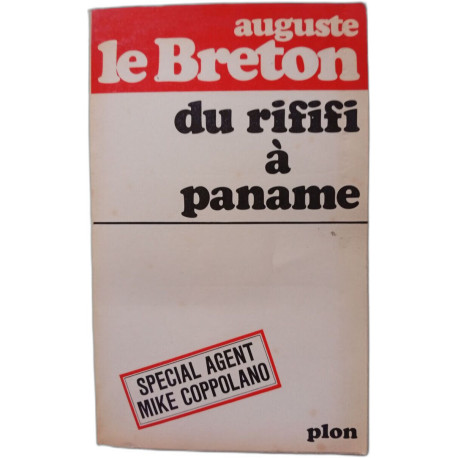 auguste
le Breton
du rififi
à
paname
SPECIAL AGENT
MIKE COPPOLANO
plon